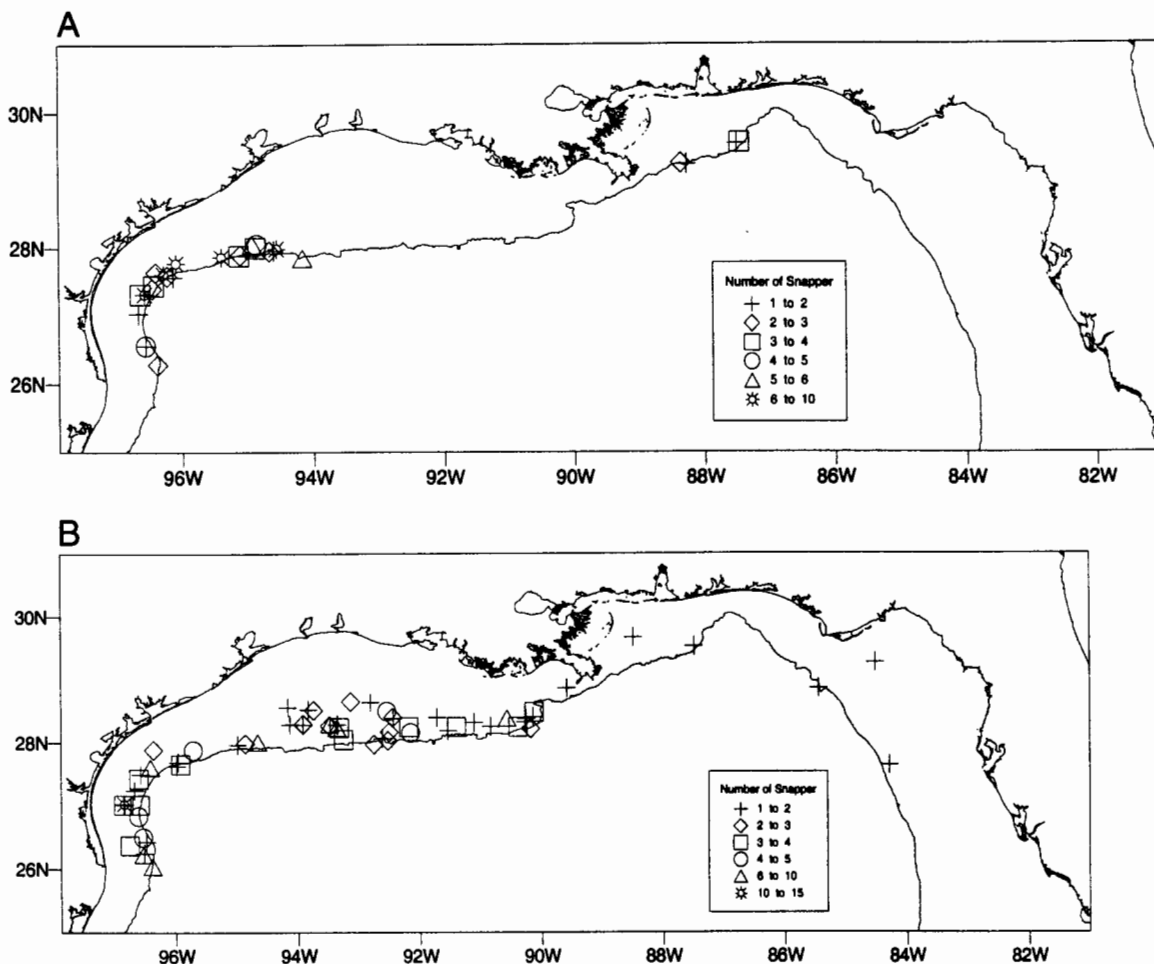 A
30N
28N
26N
Number of Snapper
1 to 2
2 to 3
3 to 4
4 to 5
5 to 6
6 to 10
96W 94W 92W 90W 88W 86W 84W 82W
B
30N
28N
26N
Number of Snapper
1 to 2
2 to 3
3 to 4
4 to 5
6 to 10
10 to 15
96W 94W 92W 90W 88W 86W 84W 82W